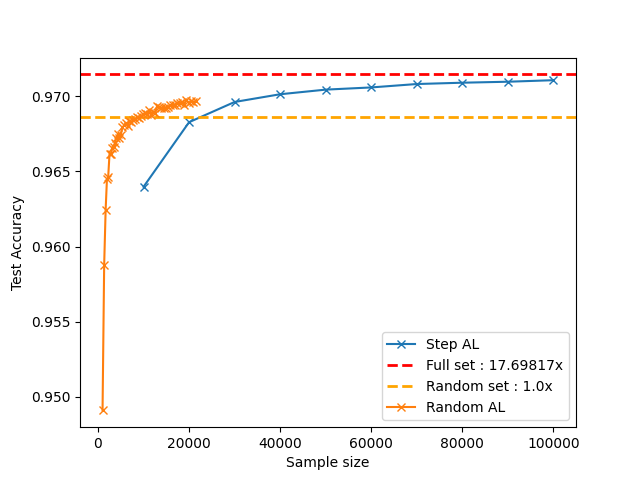 0.970
0.965
0.960
0.955
0.950
Test Accuracy
Step AL
Full set : 17.69817x
Random set : 1.0x
Random AL
0 20000 40000 60000 80000 100000
Sample size